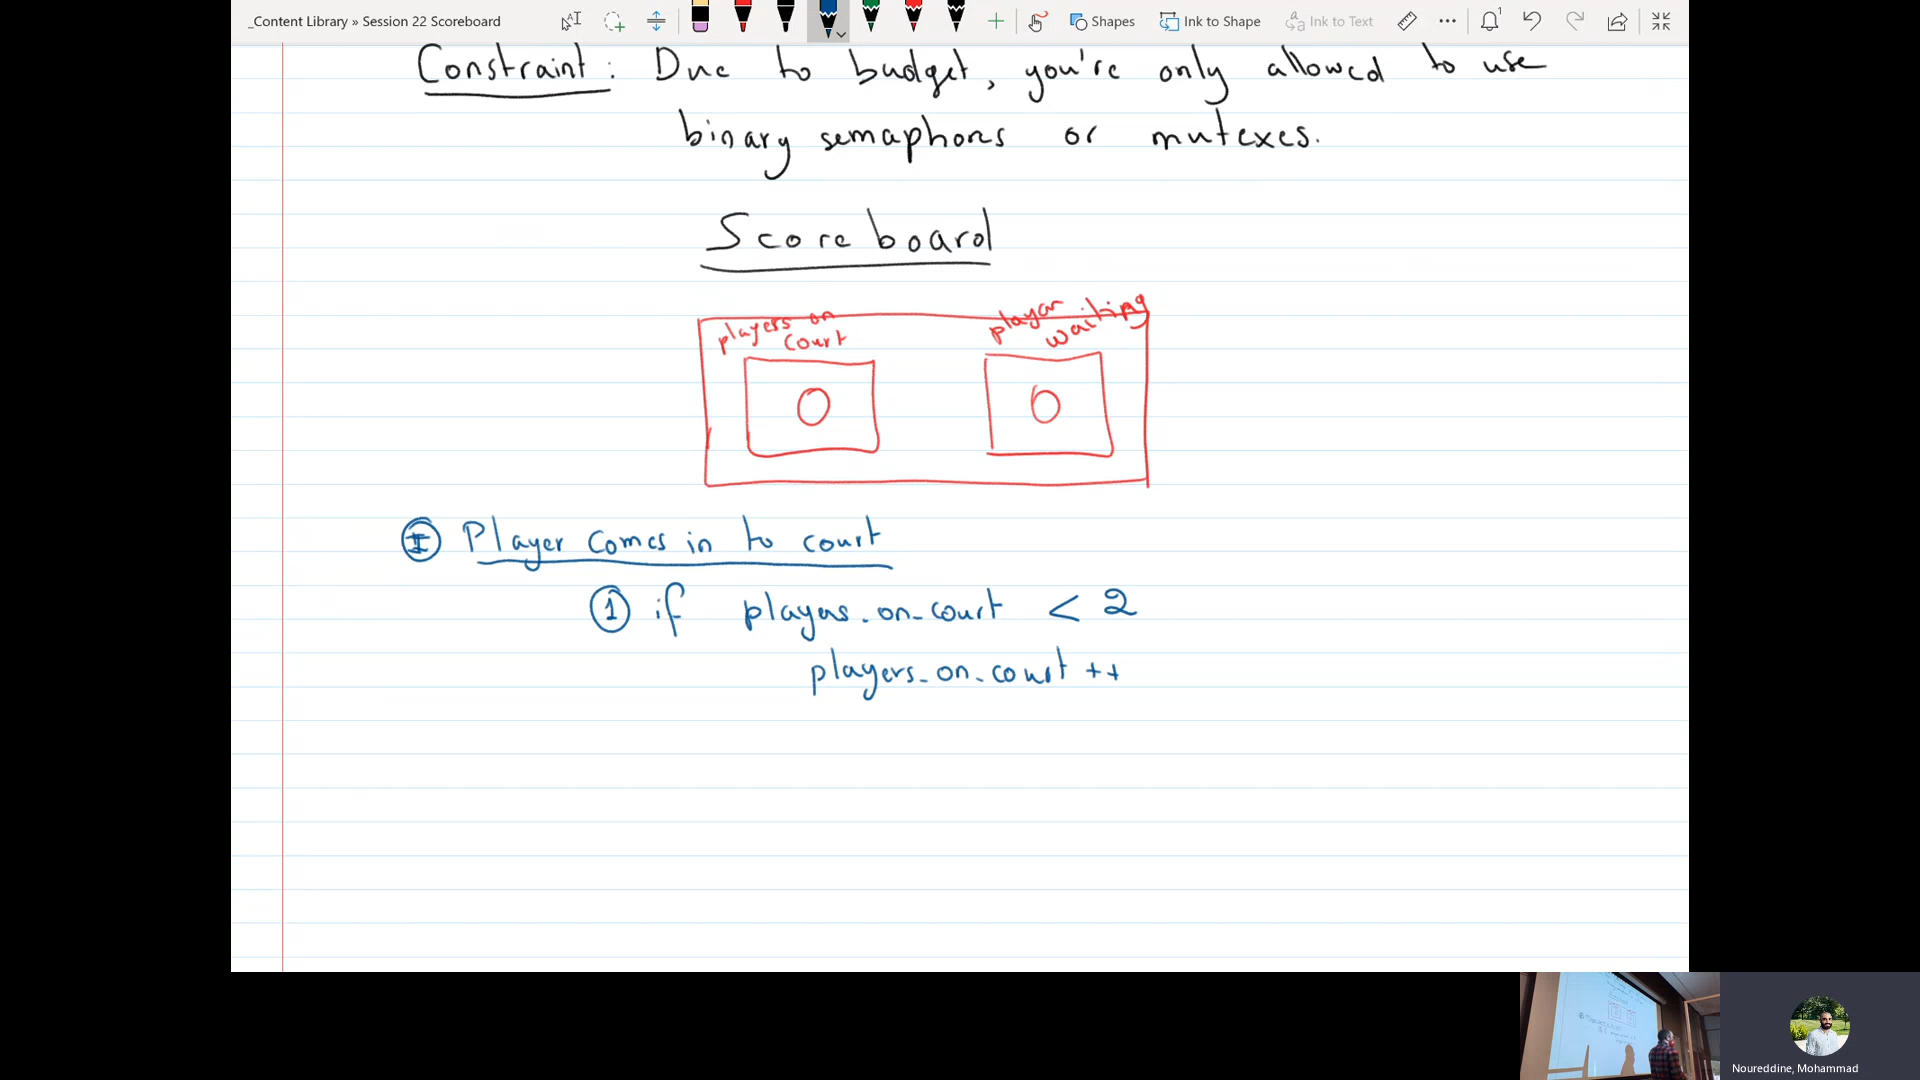 _Content Library » Session 22 Scoreboard
Shapes
Ink to Shape
Ink to Text
1
Constraint: Due to budget, you're only allowed to use
binary semaphores or mutexes.
Scoreboard
players on court
player waiting
0
0
I Player comes in to court
1 if players_on_court < 2
players_on_court ++
Noureddine, Mohammad